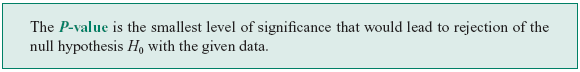 The P-value is the smallest level of significance that would lead to rejection of the
null hypothesis H₀ with the given data.